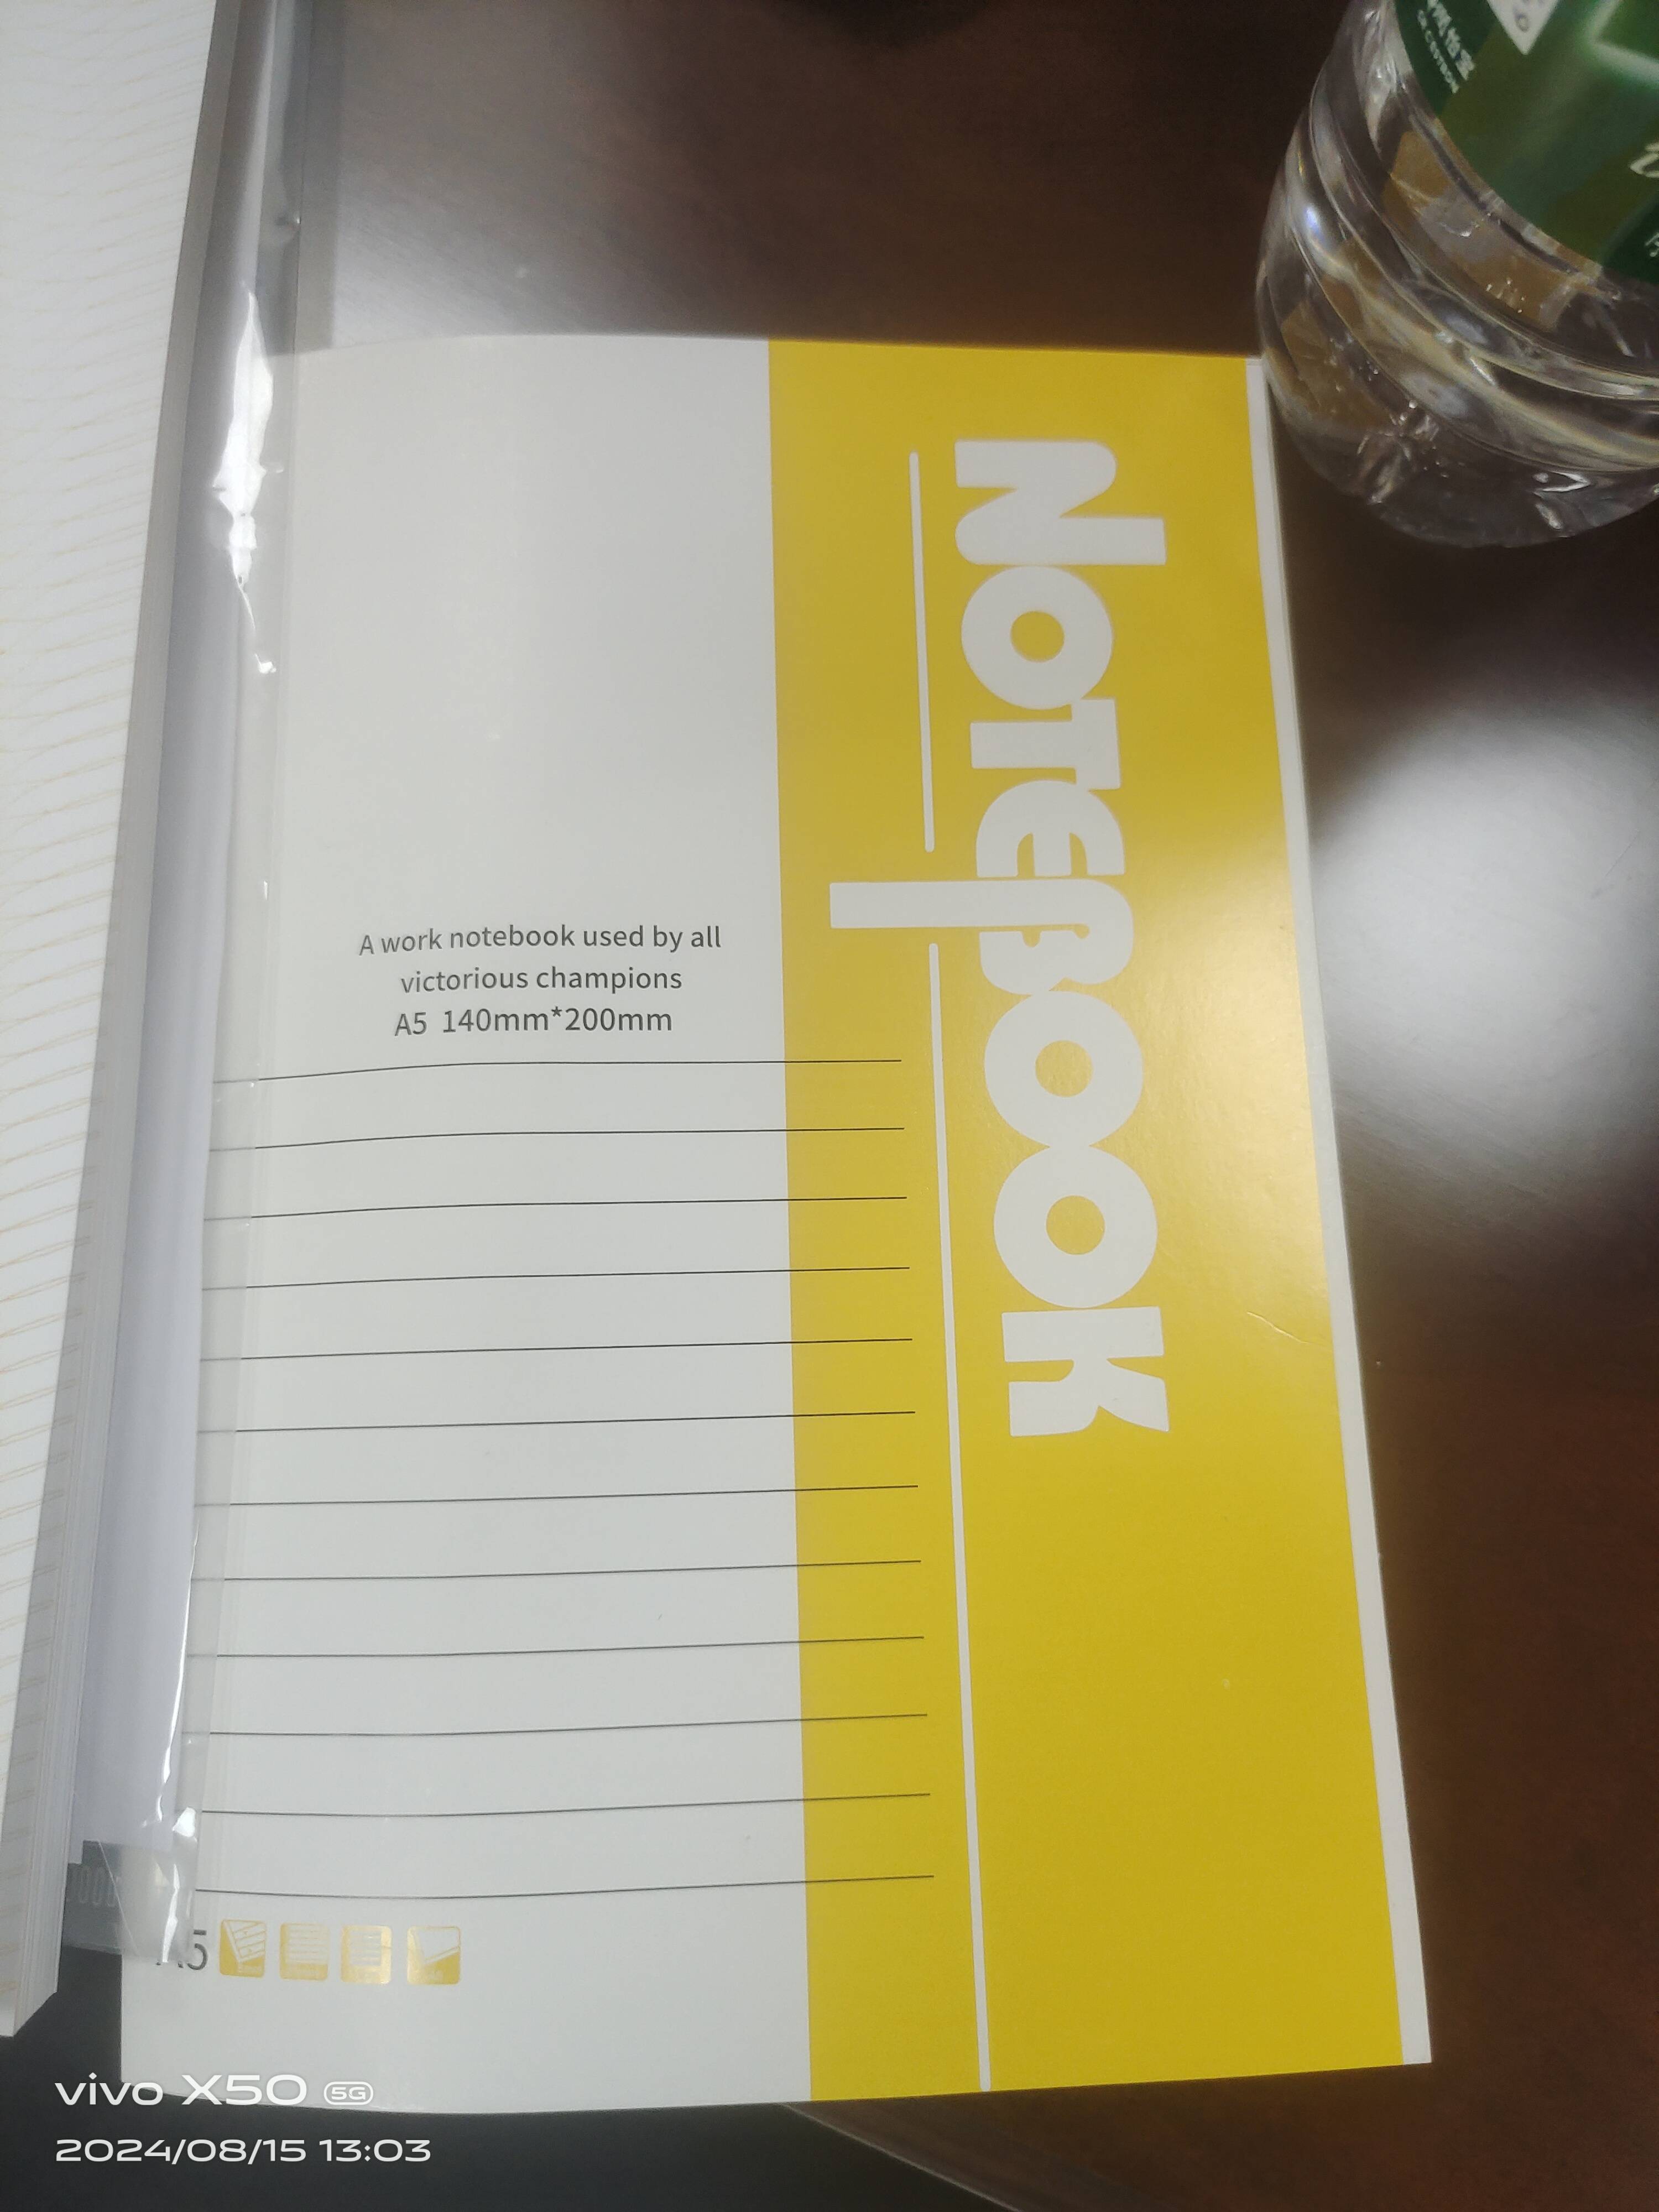 NOTEBOOK
A work notebook used by all
victorious champions
A5 140mm*200mm
A5
vivo X50 5G
2024/08/15 13:03